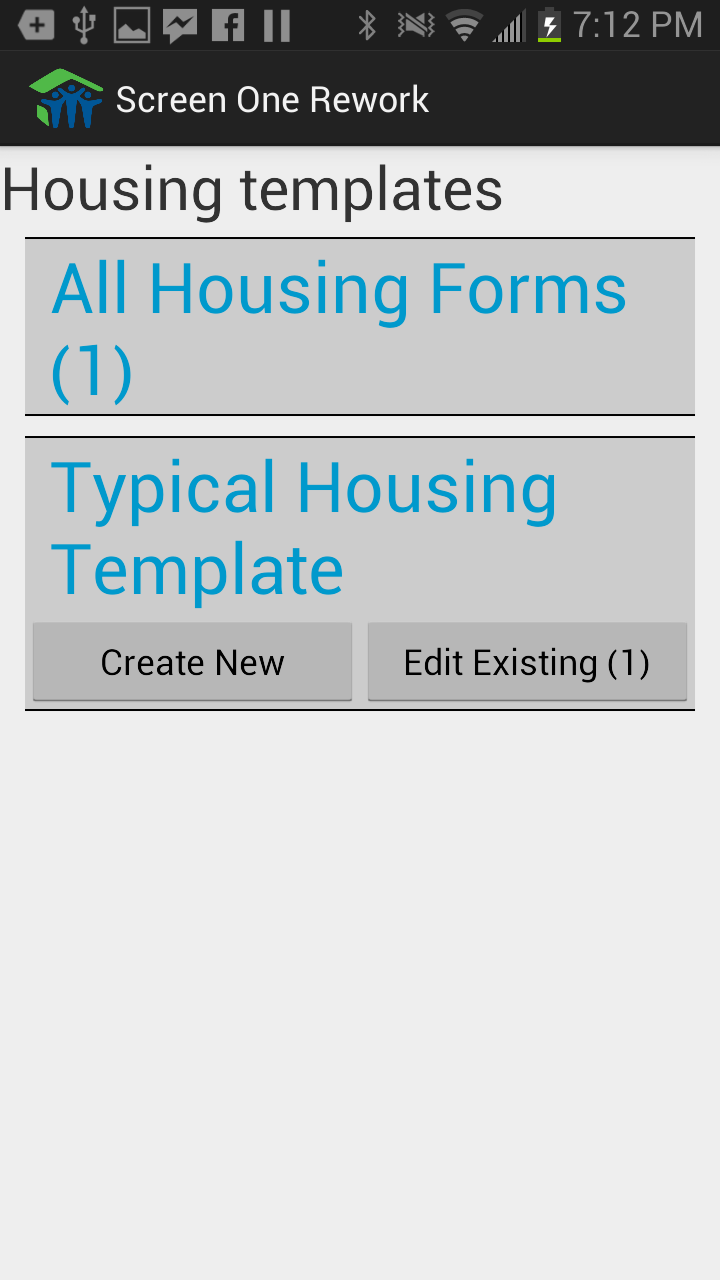 7:12 PM
Screen One Rework
Housing templates
All Housing Forms
(1)
Typical Housing
Template
Create New
Edit Existing (1)